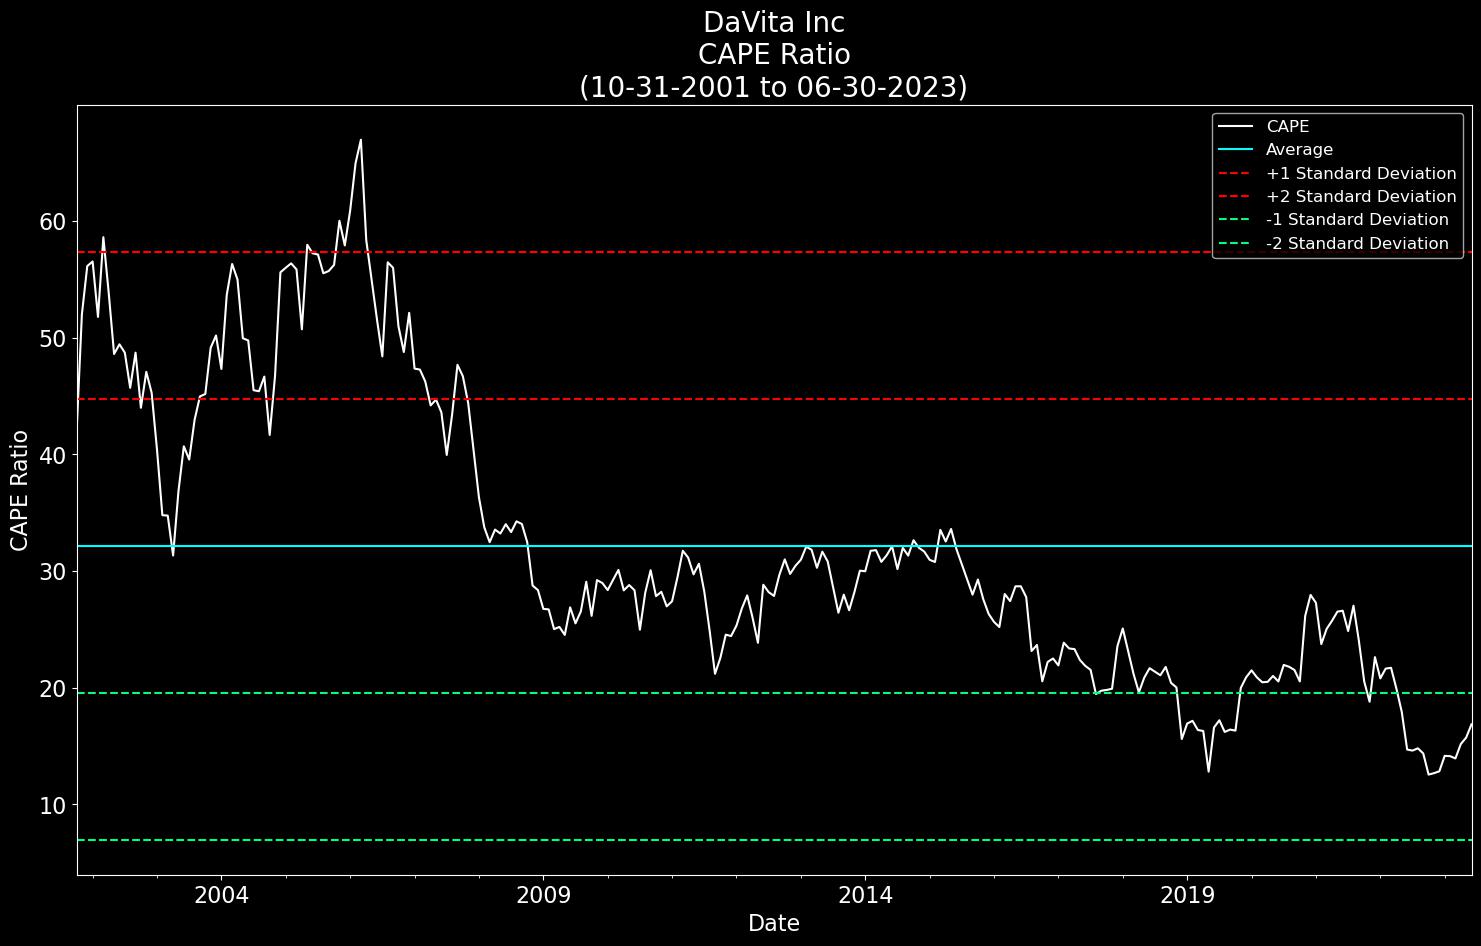 DaVita Inc
CAPE Ratio
(10-31-2001 to 06-30-2023)
CAPE
Average
+1 Standard Deviation
+2 Standard Deviation
-1 Standard Deviation
-2 Standard Deviation
CAPE Ratio
60
50
40
30
20
10
2004
2009
2014
2019
Date